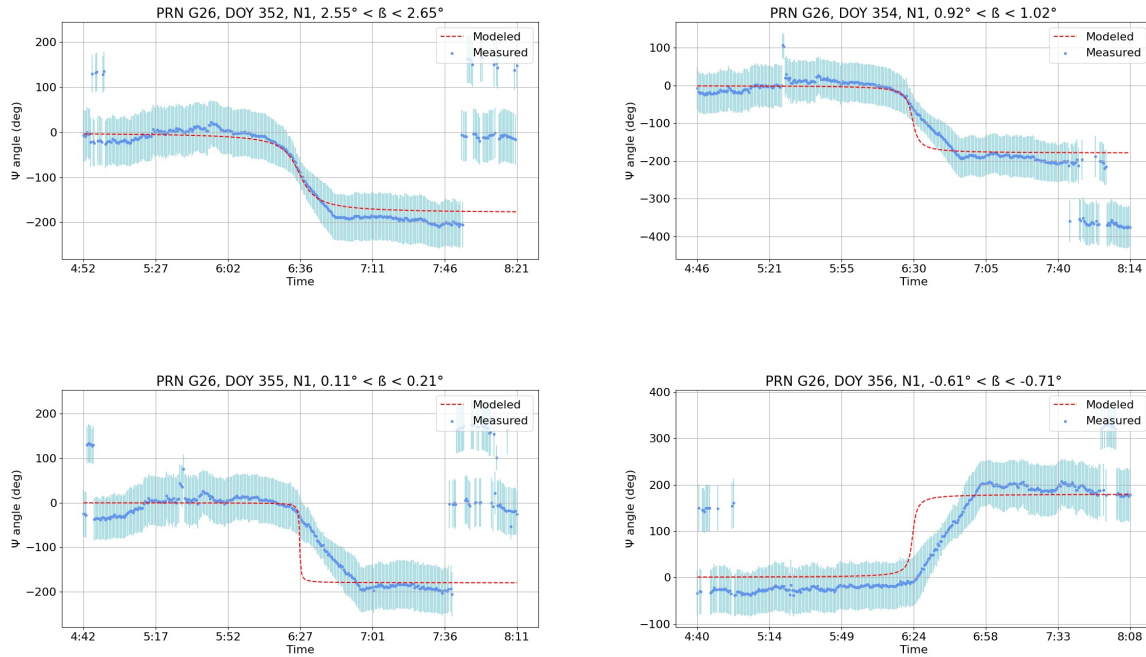 PRN G26, DOY 352, N1, 2.55° < ß < 2.65°
Modeled
Measured
Ψ angle (deg)
200
100
0
−100
−200
4:52 5:27 6:02 6:36 7:11 7:46 8:21
Time
PRN G26, DOY 354, N1, 0.92° < ß < 1.02°
Modeled
Measured
Ψ angle (deg)
100
0
−100
−200
−300
−400
4:46 5:21 5:55 6:30 7:05 7:40 8:14
Time
PRN G26, DOY 355, N1, 0.11° < ß < 0.21°
Modeled
Measured
Ψ angle (deg)
200
100
0
−100
−200
4:42 5:17 5:52 6:27 7:01 7:36 8:11
Time
PRN G26, DOY 356, N1, -0.61° < ß < -0.71°
Modeled
Measured
Ψ angle (deg)
400
300
200
100
0
−100
4:40 5:14 5:49 6:24 6:58 7:33 8:08
Time